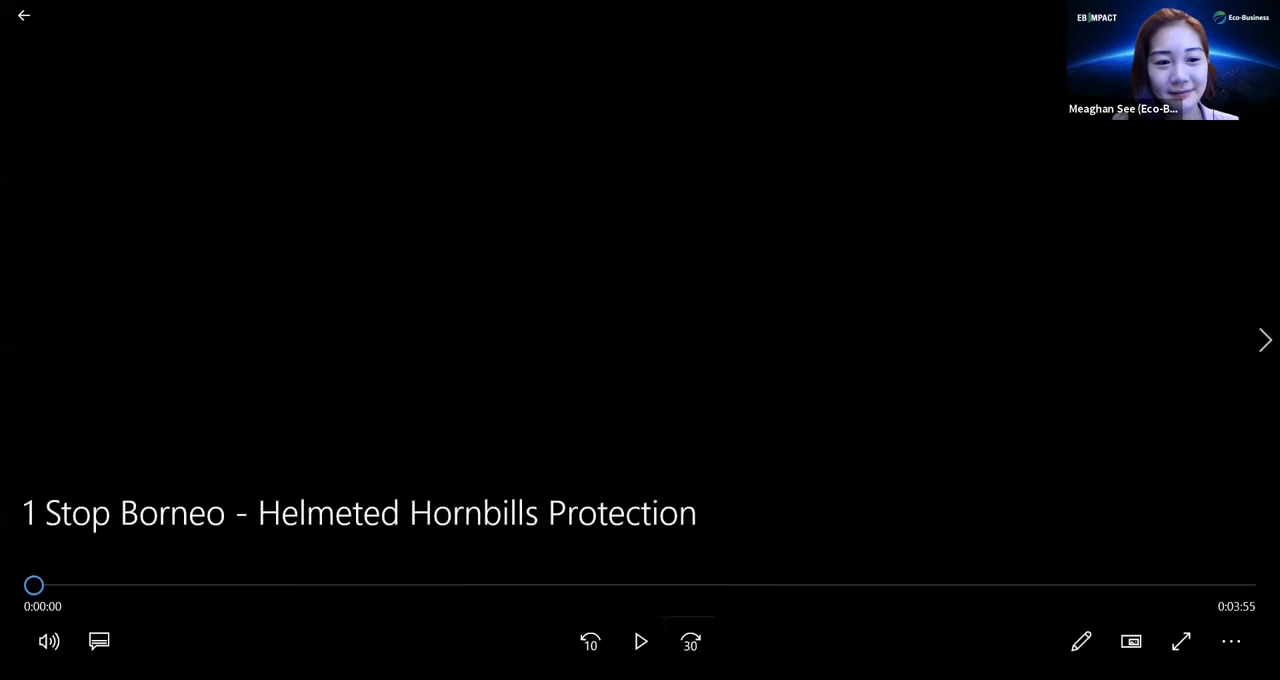 EB IMPACT
Eco-Business
Meaghan See (Eco-B...
1 Stop Borneo - Helmeted Hornbills Protection
0:00:00
0:03:55
10
30